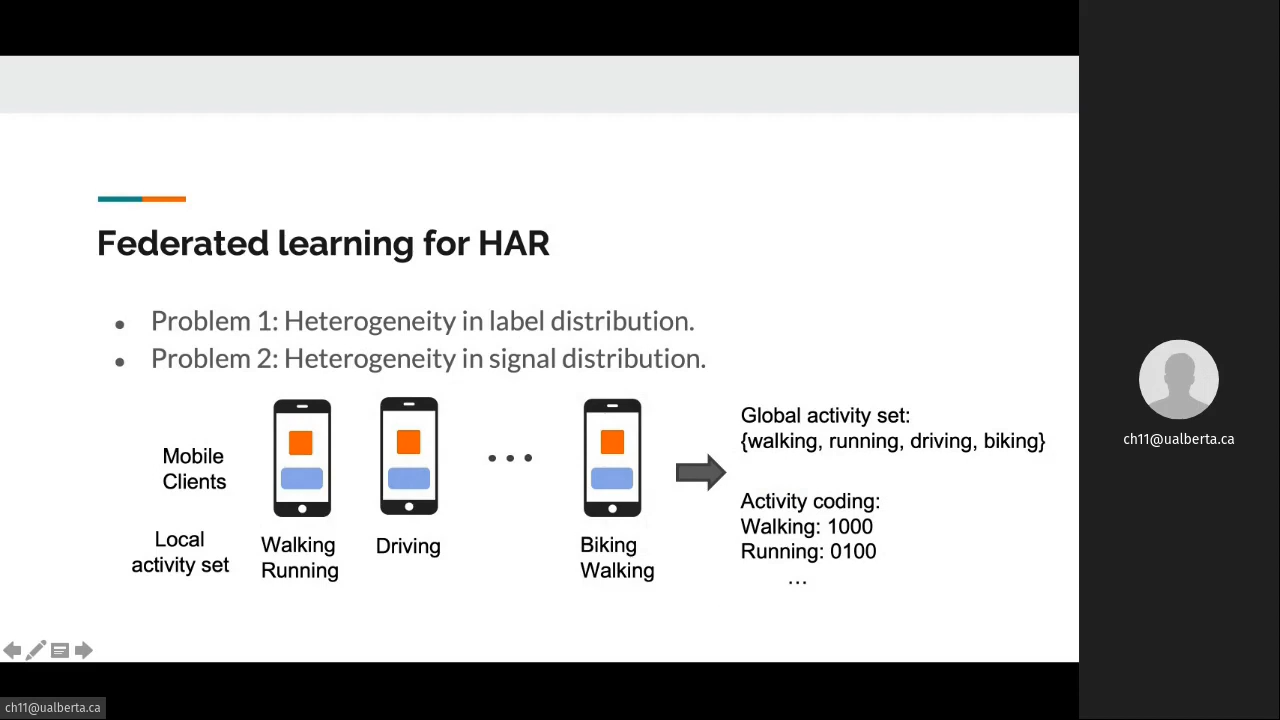 Federated learning for HAR
● Problem 1: Heterogeneity in label distribution.
● Problem 2: Heterogeneity in signal distribution.
Mobile
Clients
Global activity set:
{walking, running, driving, biking}
Activity coding:
Walking: 1000
Running: 0100
...
Local
activity set
Walking
Running
Driving
Biking
Walking
ch11@ualberta.ca
ch11@ualberta.ca